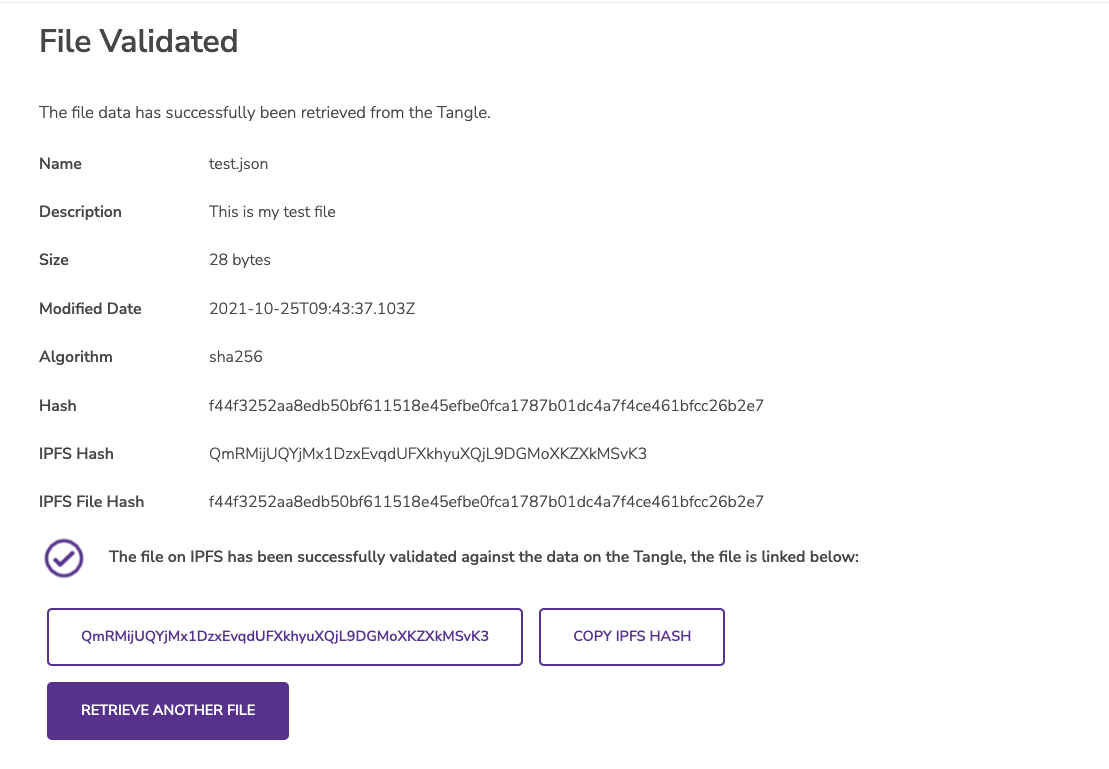 File Validated
The file data has successfully been retrieved from the Tangle.
Name test.json
Description This is my test file
Size 28 bytes
Modified Date 2021-10-25T09:43:37.103Z
Algorithm sha256
Hash f44f3252aa8edb50bf611518e45efbe0fca1787b01dc4a7f4ce461bfcc26b2e7
IPFS Hash QmRMijUQYjMx1DzxEvqdUFXkhyuXQjL9DGMoXKZXkMSvK3
IPFS File Hash f44f3252aa8edb50bf611518e45efbe0fca1787b01dc4a7f4ce461bfcc26b2e7
The file on IPFS has been successfully validated against the data on the Tangle, the file is linked below:
QmRMijUQYjMx1DzxEvqdUFXkhyuXQjL9DGMoXKZXkMSvK3 COPY IPFS HASH
RETRIEVE ANOTHER FILE